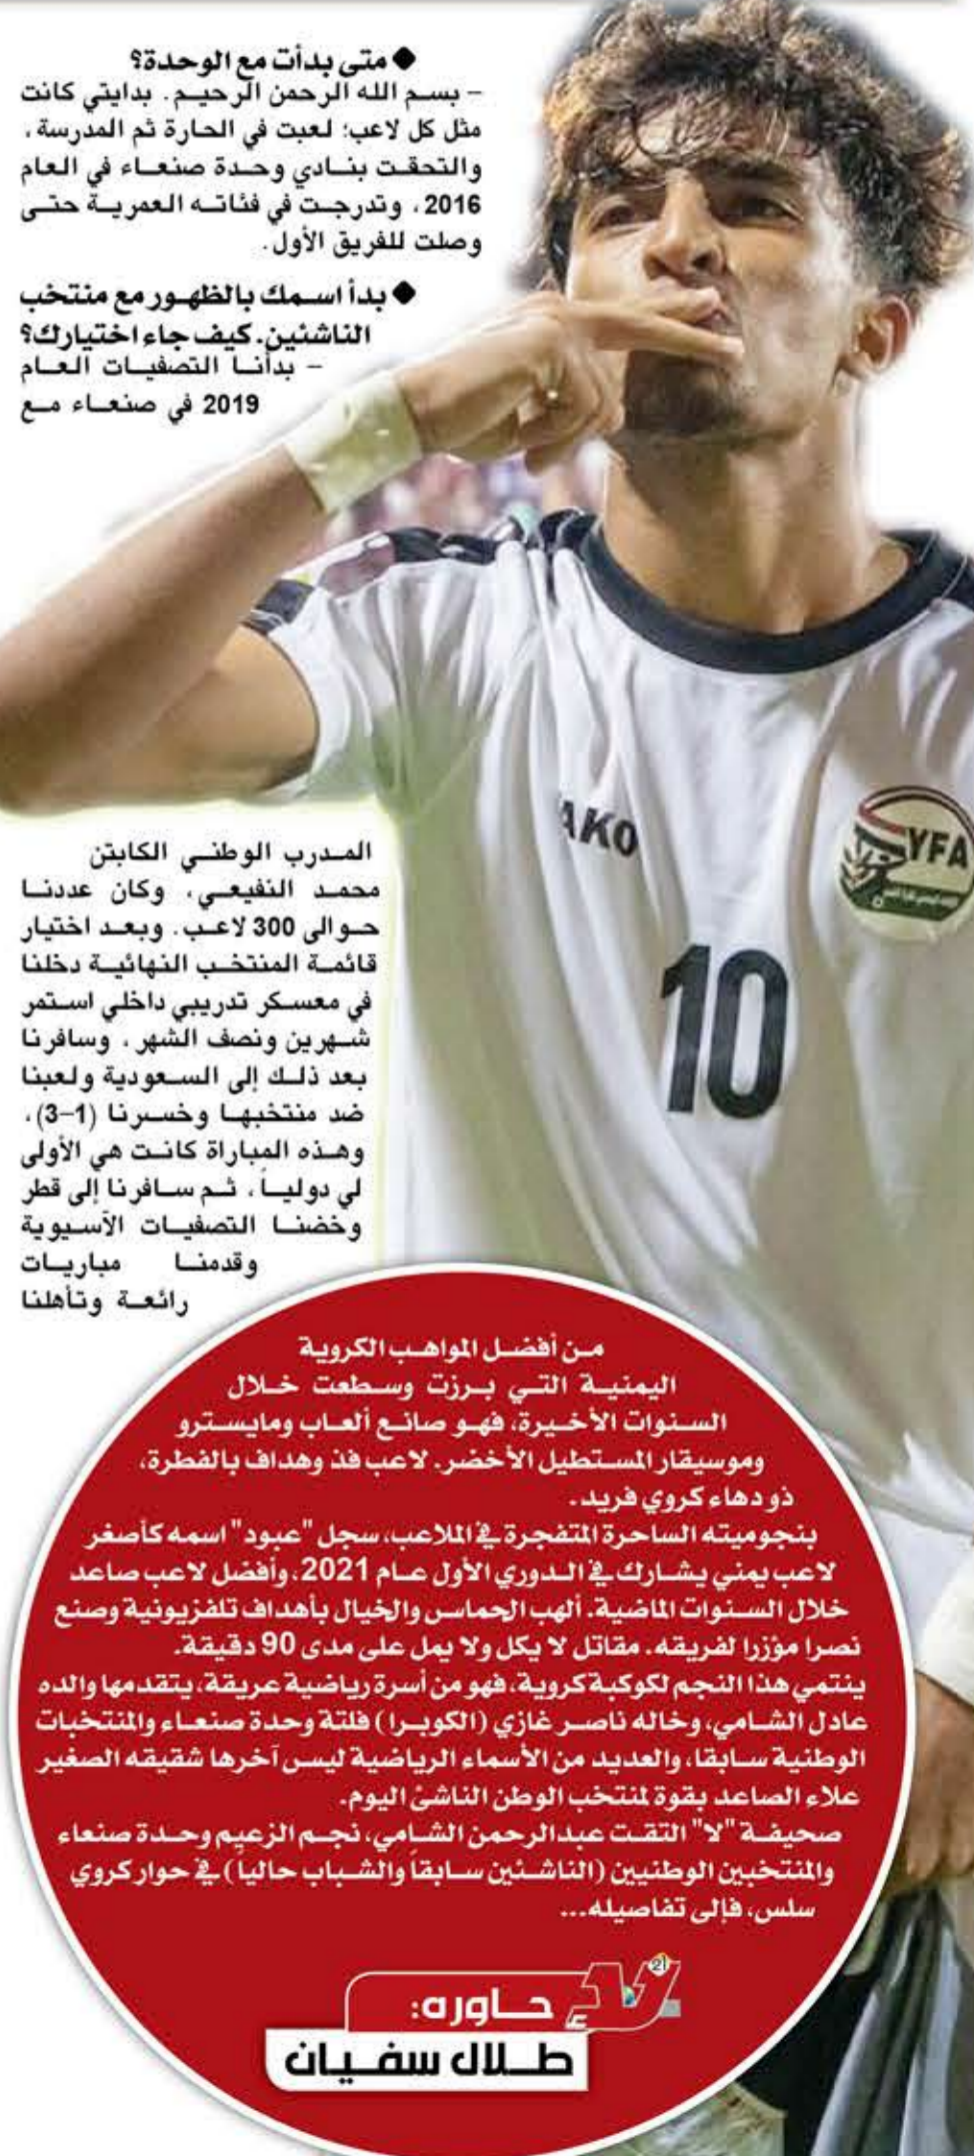 ◆ متى بدأت مع الوحدة؟
– بسم الله الرحمن الرحيم. بدايتي كانت
مثل كل لاعب؛ لعبت في الحارة ثم المدرسة،
والتحقت بنادي وحدة صنعاء في العام
2016، وتدرجت في فئاته العمرية حتى
وصلت للفريق الأول.
◆ بدأ اسمك بالظهور مع منتخب
الناشئين. كيف جاء اختيارك؟
– بدأنا التصفيات العام
2019 في صنعاء مع
المدرب الوطني الكابتن
محمد النفيعي، وكان عددنا
حوالى 300 لاعب. وبعد اختيار
قائمة المنتخب النهائية دخلنا
في معسكر تدريبي داخلي استمر
شهرين ونصف الشهر، وسافرنا
بعد ذلك إلى السعودية ولعبنا
ضد منتخبها وخسرنا (1–3)،
وهذه المباراة كانت هي الأولى
لي دولياً، ثم سافرنا إلى قطر
وخضنا التصفيات الآسيوية
وقدمنا مباريات
رائعة وتأهلنا
AKO
YFA
10
من أفضل المواهب الكروية
اليمنية التي برزت وسطعت خلال
السنوات الأخيرة، فهو صانع ألعاب ومايسترو
وموسيقار المستطيل الأخضر. لاعب فذ وهداف بالفطرة،
ذو دهاء كروي فريد.
بنجوميته الساحرة المتفجرة في الملاعب، سجل "عبود" اسمه كأصغر
لاعب يمني يشارك في الدوري الأول عام 2021، وأفضل لاعب صاعد
خلال السنوات الماضية. ألهب الحماس والخيال بأهداف تلفزيونية وصنع
نصرا مؤزرا لفريقه. مقاتل لا يكل ولا يمل على مدى 90 دقيقة.
ينتمي هذا النجم لكوكبة كروية، فهو من أسرة رياضية عريقة، يتقدمها والده
عادل الشامي، وخاله ناصر غازي (الكوبرا) فلتة وحدة صنعاء والمنتخبات
الوطنية سابقا، والعديد من الأسماء الرياضية ليس آخرها شقيقه الصغير
علاء الصاعد بقوة لمنتخب الوطن الناشئ اليوم.
صحيفة "لا" التقت عبدالرحمن الشامي، نجم الزعيم وحدة صنعاء
والمنتخبين الوطنيين (الناشئين سابقاً والشباب حالياً) في حوار كروي
سلس، فإلى تفاصيله...
21
حاوره:
طلال سفيان